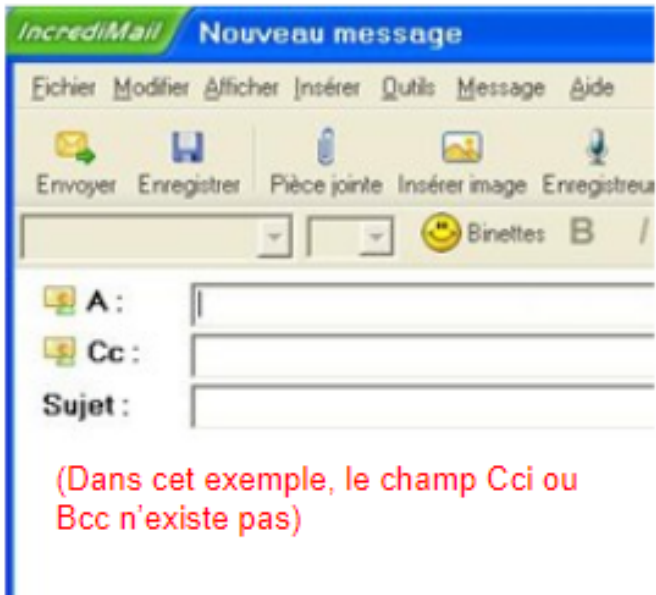 IncrediMail Nouveau message
Fichier Modifier Afficher Insérer Outils Message Aide
Envoyer Enregistrer Pièce jointe Insérer image Enregistreu
Binettes B I
A :
Cc :
Sujet :
(Dans cet exemple, le champ Cci ou
Bcc n'existe pas)